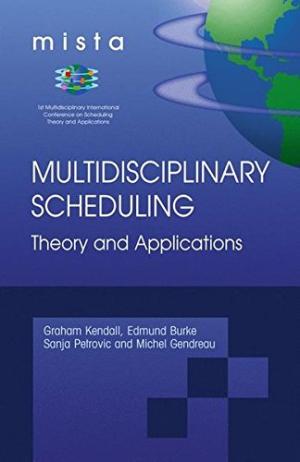 mista
1st Multidisciplinary International
Conference on Scheduling
Theory and Applications
MULTIDISCIPLINARY
SCHEDULING
Theory and Applications
Graham Kendall, Edmund Burke
Sanja Petrovic and Michel Gendreau